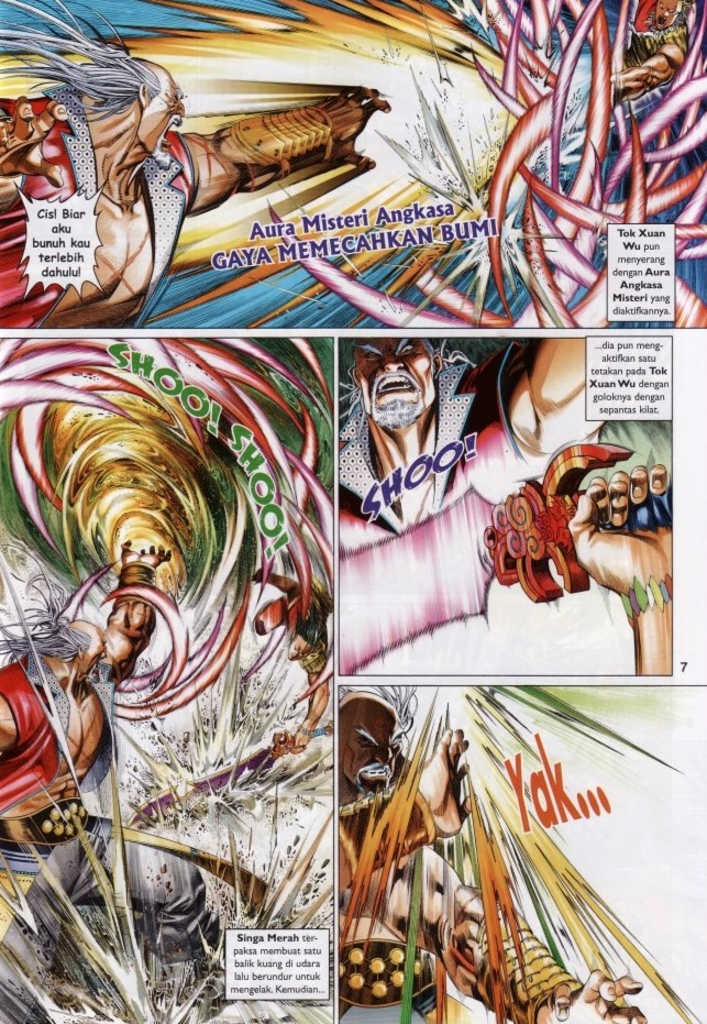 Cis! Biar
aku
bunuh kau
terlebih
dahulu!
Aura Misteri Angkasa
GAYA MEMECAHKAN BUMI
Tok Xuan
Wu pun
menyerang
dengan Aura
Angkasa
Misteri yang
diaktifkannya.
SHOO! SHOO!
Singa Merah ter-
paksa membuat satu
balik kuang di udara
lalu berundur untuk
mengelak. Kemudian...
...dia pun meng-
aktifkan satu
tetakan pada Tok
Xuan Wu dengan
goloknya dengan
sepantas kilat.
SHOO!
7
Yak...